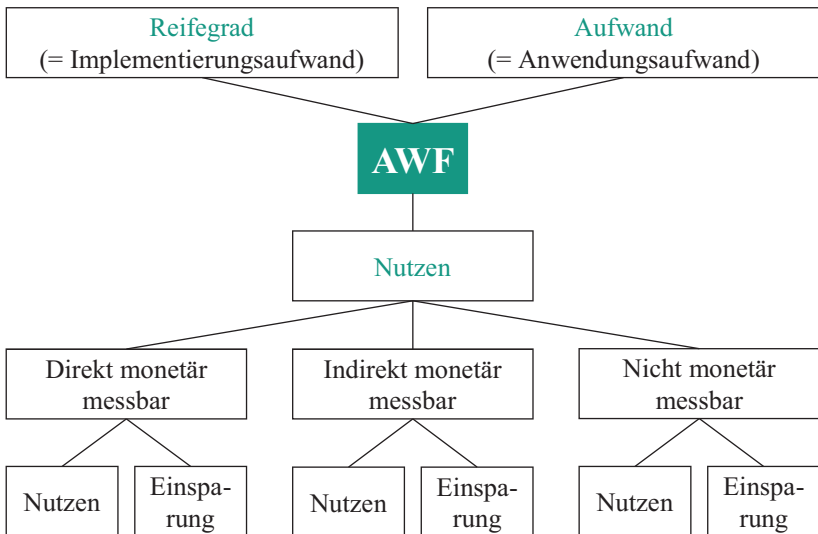 Reifegrad
(= Implementierungsaufwand)
Aufwand
(= Anwendungsaufwand)
AWF
Nutzen
Direkt monetär
messbar
Indirekt monetär
messbar
Nicht monetär
messbar
Nutzen
Einspa-
rung
Nutzen
Einspa-
rung
Nutzen
Einspa-
rung